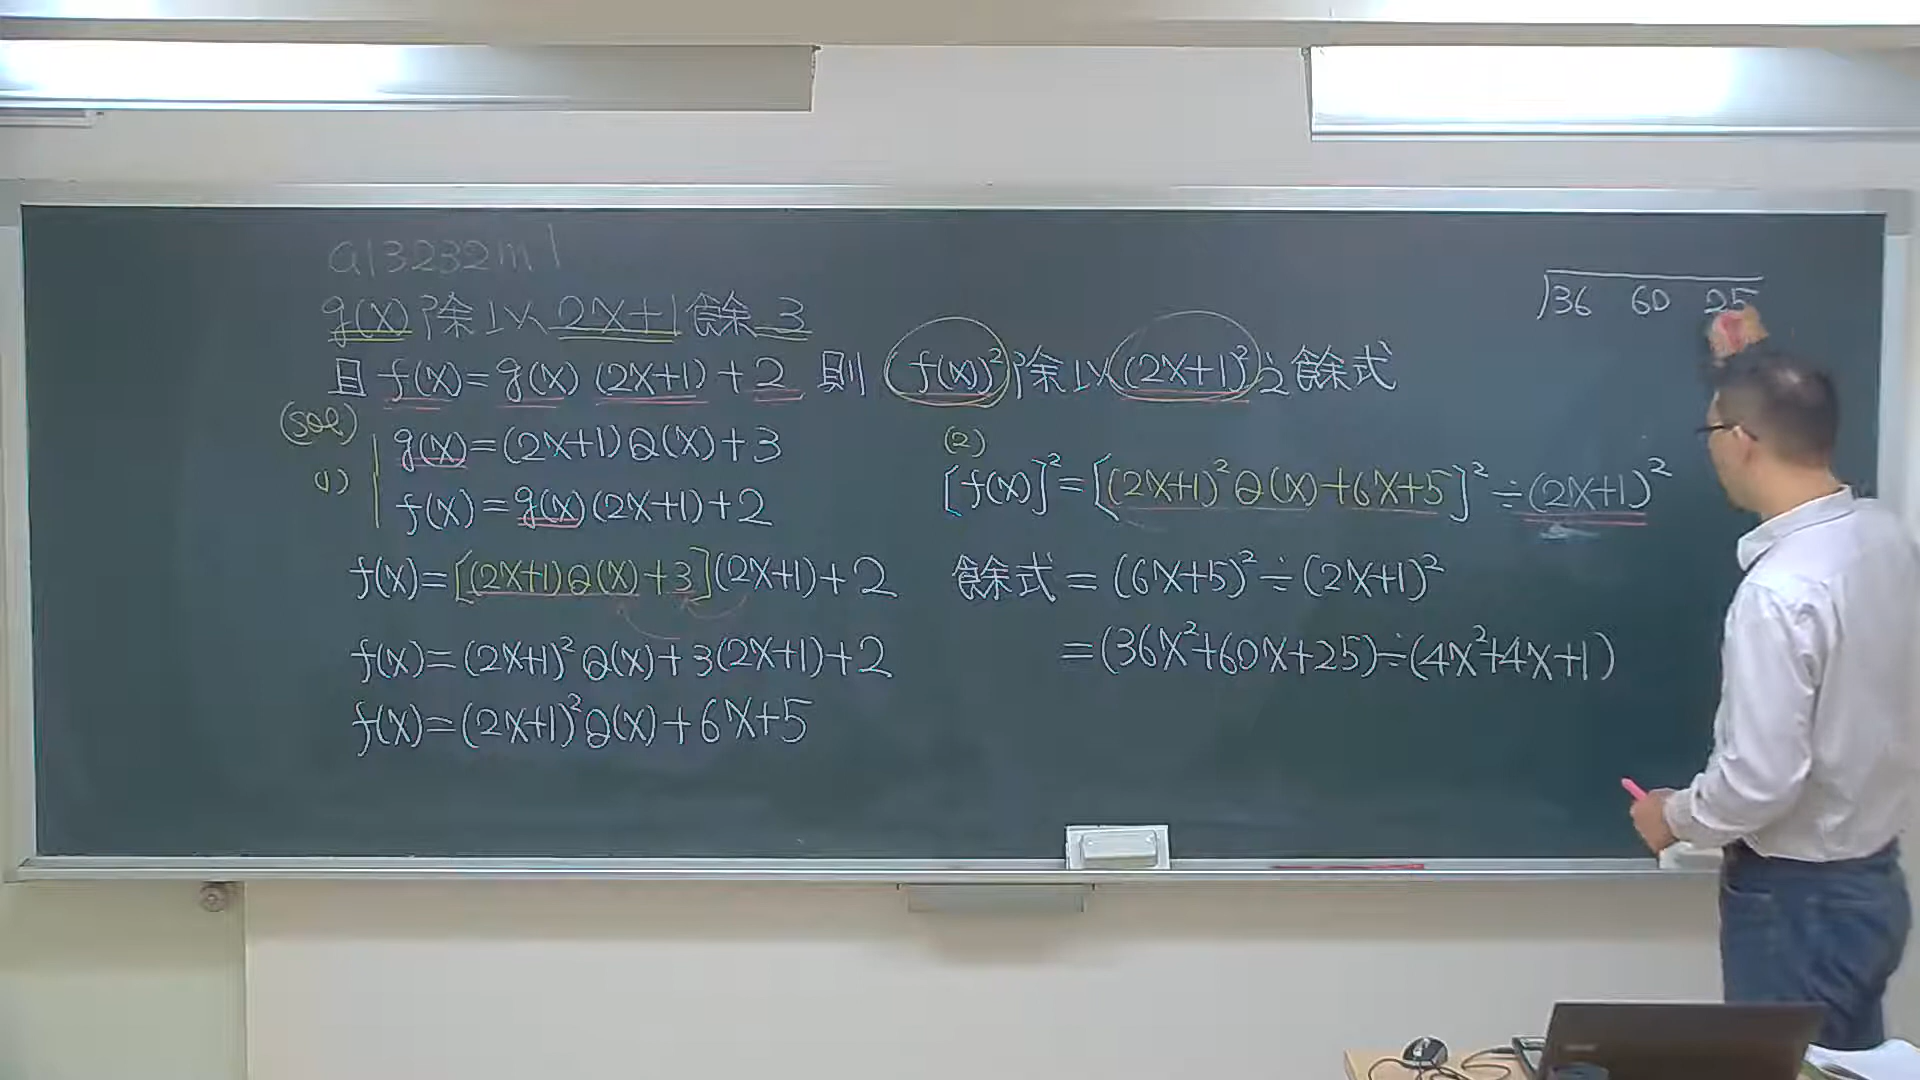 a13232m1
g(x)除以2x+1餘3
且f(x)=g(x)(2x+1)+2 則(f(x))²除以(2x+1)²之餘式
(sol)
(1)
g(x)=(2x+1)Q(x)+3
f(x)=g(x)(2x+1)+2
f(x)=[(2x+1)Q(x)+3](2x+1)+2
f(x)=(2x+1)²Q(x)+3(2x+1)+2
f(x)=(2x+1)²Q(x)+6x+5
(2)
[f(x)]²=[(2x+1)²Q(x)+6x+5]²÷(2x+1)²
餘式=(6x+5)²÷(2x+1)²
=(36x²+60x+25)÷(4x²+4x+1)
36 60 25